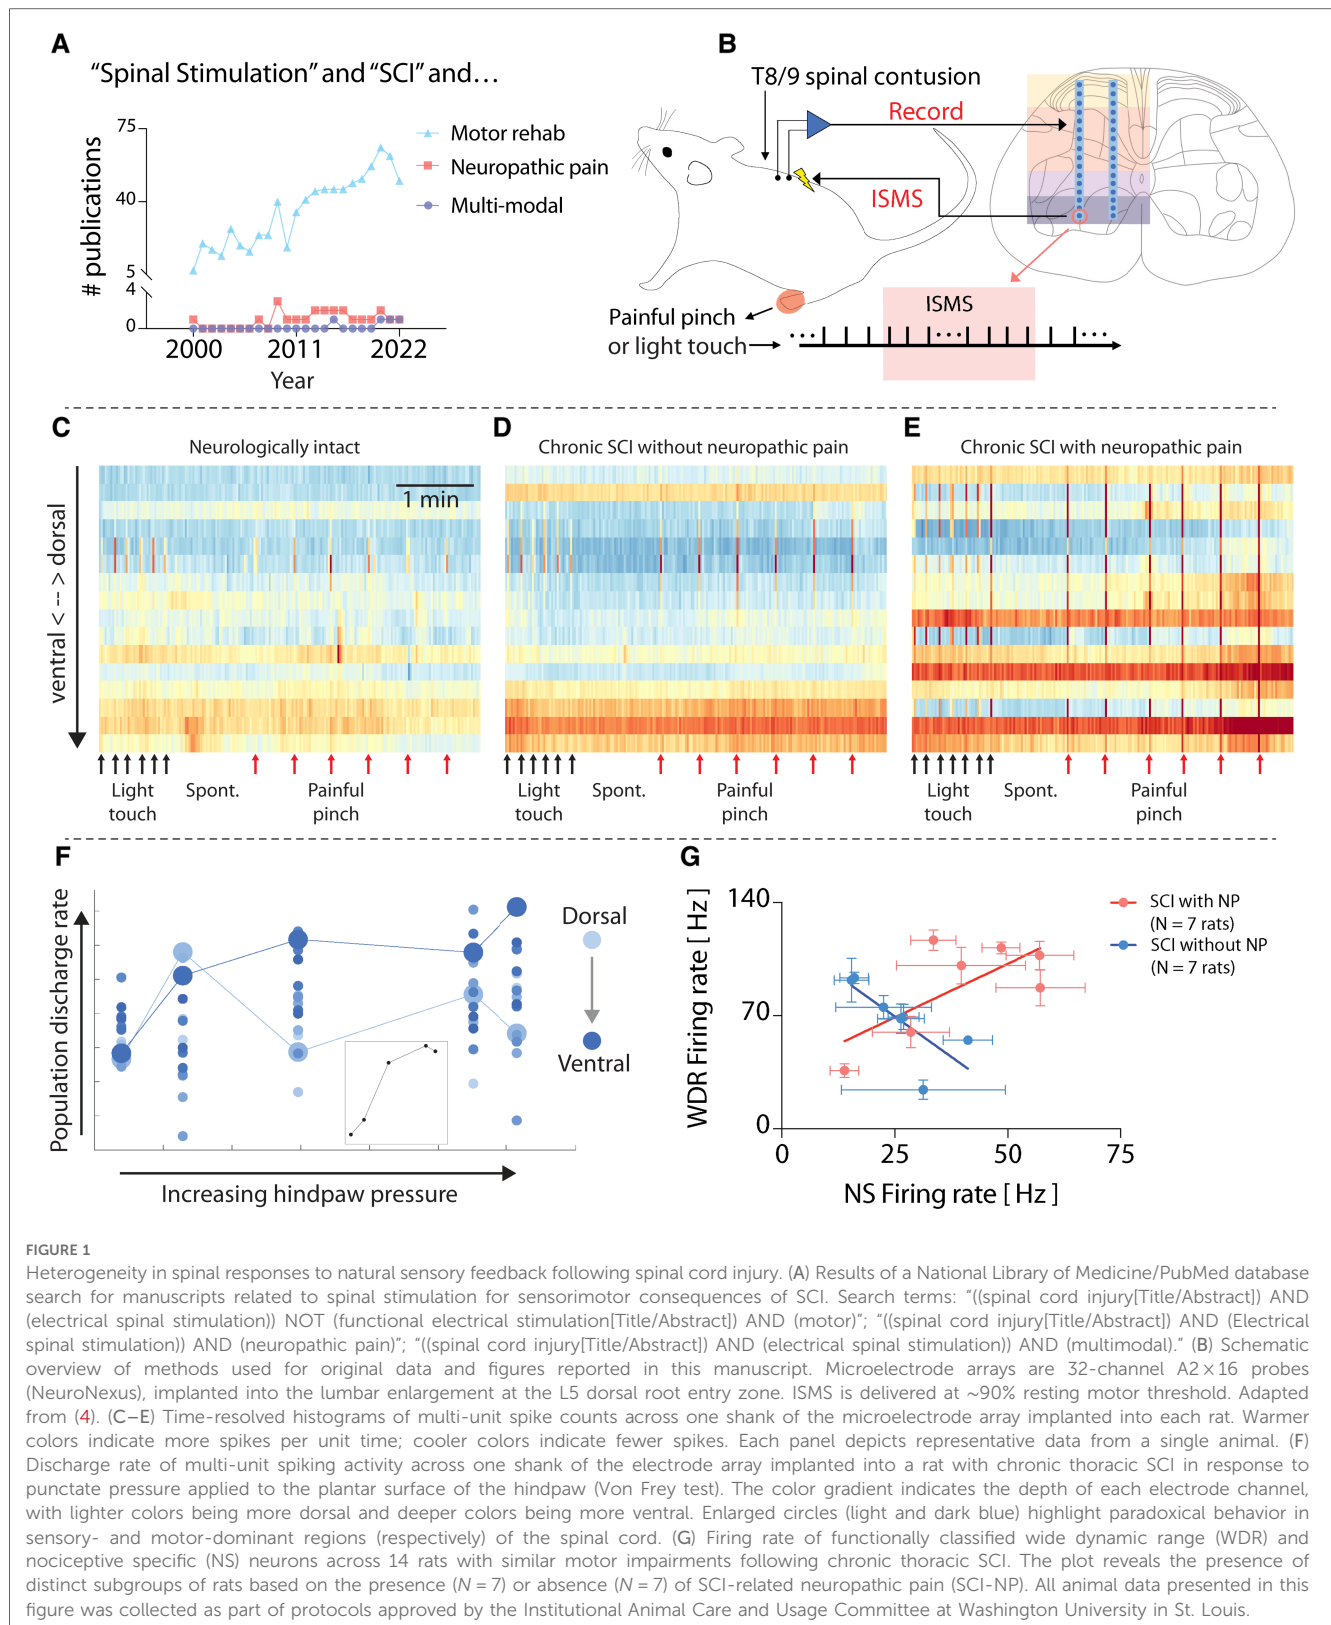 A
"Spinal Stimulation" and "SCI" and...
# publications
75
40
5
4
0
2000
2011
2022
Year
Motor rehab
Neuropathic pain
Multi-modal
B
T8/9 spinal contusion
Record
ISMS
Painful pinch
or light touch
ISMS
C
Neurologically intact
1 min
ventral < -- > dorsal
Light
touch
Spont.
Painful
pinch
D
Chronic SCI without neuropathic pain
Light
touch
Spont.
Painful
pinch
E
Chronic SCI with neuropathic pain
Light
touch
Spont.
Painful
pinch
F
Population discharge rate
Increasing hindpaw pressure
Dorsal
Ventral
G
WDR Firing rate [ Hz ]
140
70
0
0
25
50
75
NS Firing rate [ Hz ]
SCI with NP
(N = 7 rats)
SCI without NP
(N = 7 rats)
FIGURE 1
Heterogeneity in spinal responses to natural sensory feedback following spinal cord injury. (A) Results of a National Library of Medicine/PubMed database
search for manuscripts related to spinal stimulation for sensorimotor consequences of SCI. Search terms: "((spinal cord injury[Title/Abstract]) AND
(electrical spinal stimulation)) NOT (functional electrical stimulation[Title/Abstract]) AND (motor)"; "((spinal cord injury[Title/Abstract]) AND (Electrical
spinal stimulation)) AND (neuropathic pain)"; "((spinal cord injury[Title/Abstract]) AND (electrical spinal stimulation)) AND (multimodal)." (B) Schematic
overview of methods used for original data and figures reported in this manuscript. Microelectrode arrays are 32-channel A2 × 16 probes
(NeuroNexus), implanted into the lumbar enlargement at the L5 dorsal root entry zone. ISMS is delivered at ~90% resting motor threshold. Adapted
from (4). (C–E) Time-resolved histograms of multi-unit spike counts across one shank of the microelectrode array implanted into each rat. Warmer
colors indicate more spikes per unit time; cooler colors indicate fewer spikes. Each panel depicts representative data from a single animal. (F)
Discharge rate of multi-unit spiking activity across one shank of the electrode array implanted into a rat with chronic thoracic SCI in response to
punctate pressure applied to the plantar surface of the hindpaw (Von Frey test). The color gradient indicates the depth of each electrode channel,
with lighter colors being more dorsal and deeper colors being more ventral. Enlarged circles (light and dark blue) highlight paradoxical behavior in
sensory- and motor-dominant regions (respectively) of the spinal cord. (G) Firing rate of functionally classified wide dynamic range (WDR) and
nociceptive specific (NS) neurons across 14 rats with similar motor impairments following chronic thoracic SCI. The plot reveals the presence of
distinct subgroups of rats based on the presence (N = 7) or absence (N = 7) of SCI-related neuropathic pain (SCI-NP). All animal data presented in this
figure was collected as part of protocols approved by the Institutional Animal Care and Usage Committee at Washington University in St. Louis.